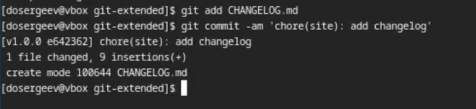 [dosergeev@vbox git-extended]$ git add CHANGELOG.md
[dosergeev@vbox git-extended]$ git commit -am 'chore(site): add changelog'
[v1.0.0 e642362] chore(site): add changelog
 1 file changed, 9 insertions(+)
 create mode 100644 CHANGELOG.md
[dosergeev@vbox git-extended]$